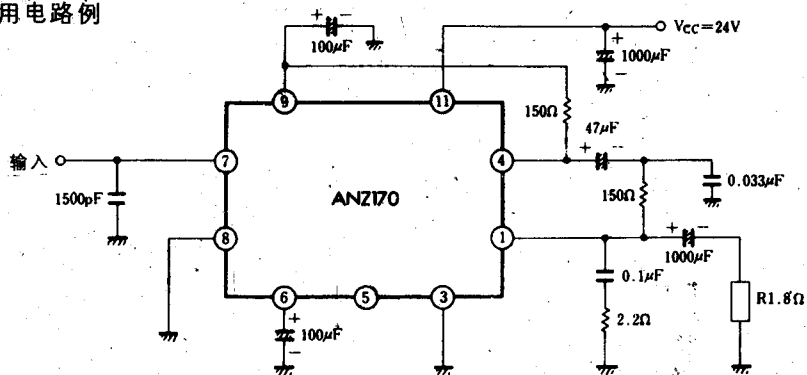 用电路例
+ -
100μF
Vcc=24V
+
1000μF
-
9
11
150Ω
47μF
+ -
输入
7
4
1500pF
ANZ170
150Ω
0.033μF
8
1
+ -
1000μF
0.1μF
R1.8Ω
6
5
3
2.2Ω
+
100μF
-